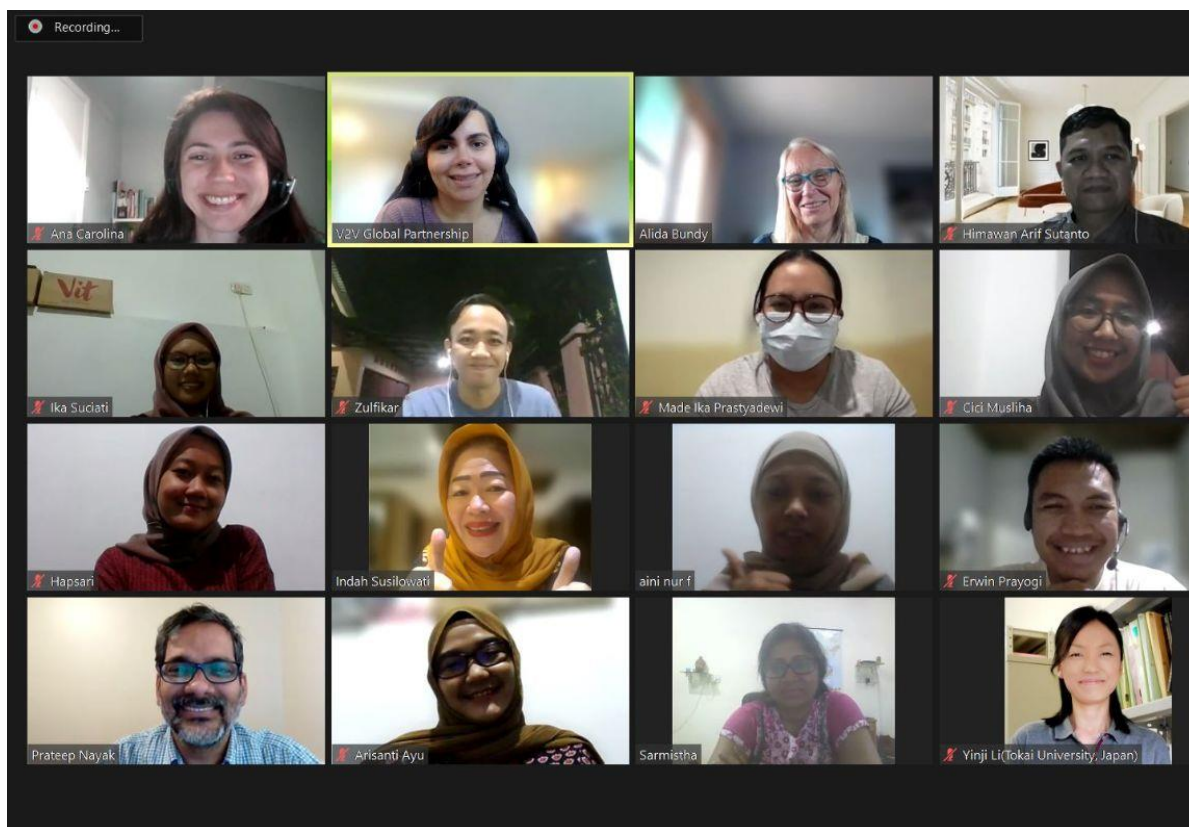 Recording...
Ana Carolina
V2V Global Partnership
Alida Bundy
Himawan Arif Sutanto
Vit
Ika Suciati
Zulfikar
Made Ika Prastyadewi
Cici Musliha
Hapsari
Indah Susilowati
aini nur f
Erwin Prayogi
Prateep Nayak
Arisanti Ayu
Sarmistha
Yinji Li(Tokai University, Japan)